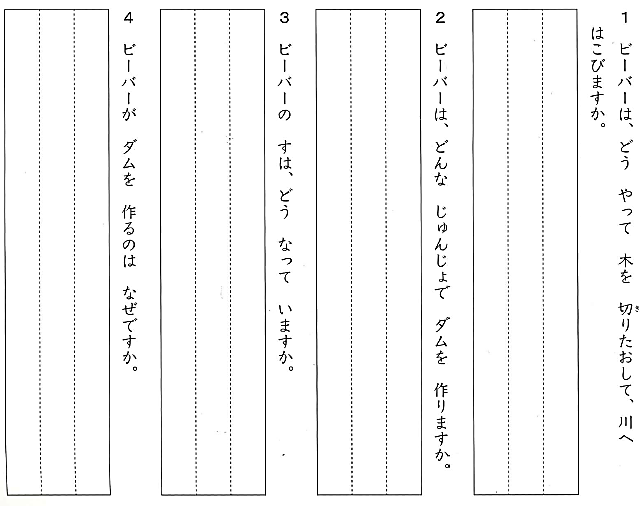 1 ビーバーは、どう やって 木を 切りたおして、川へ
はこびますか。
2 ビーバーは、どんな じゅんじょで ダムを 作りますか。
3 ビーバーの すは、どう なって いますか。
4 ビーバーが ダムを 作るのは なぜですか。